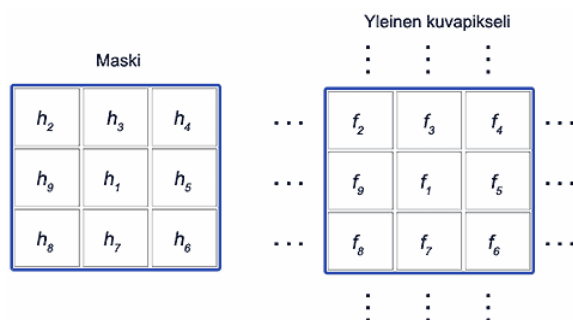 Yleinen kuvapikseli
Maski
h2 h3 h4
h9 h1 h5
h8 h7 h6
... f2 f3 f4 ...
... f9 f1 f5 ...
... f8 f7 f6 ...